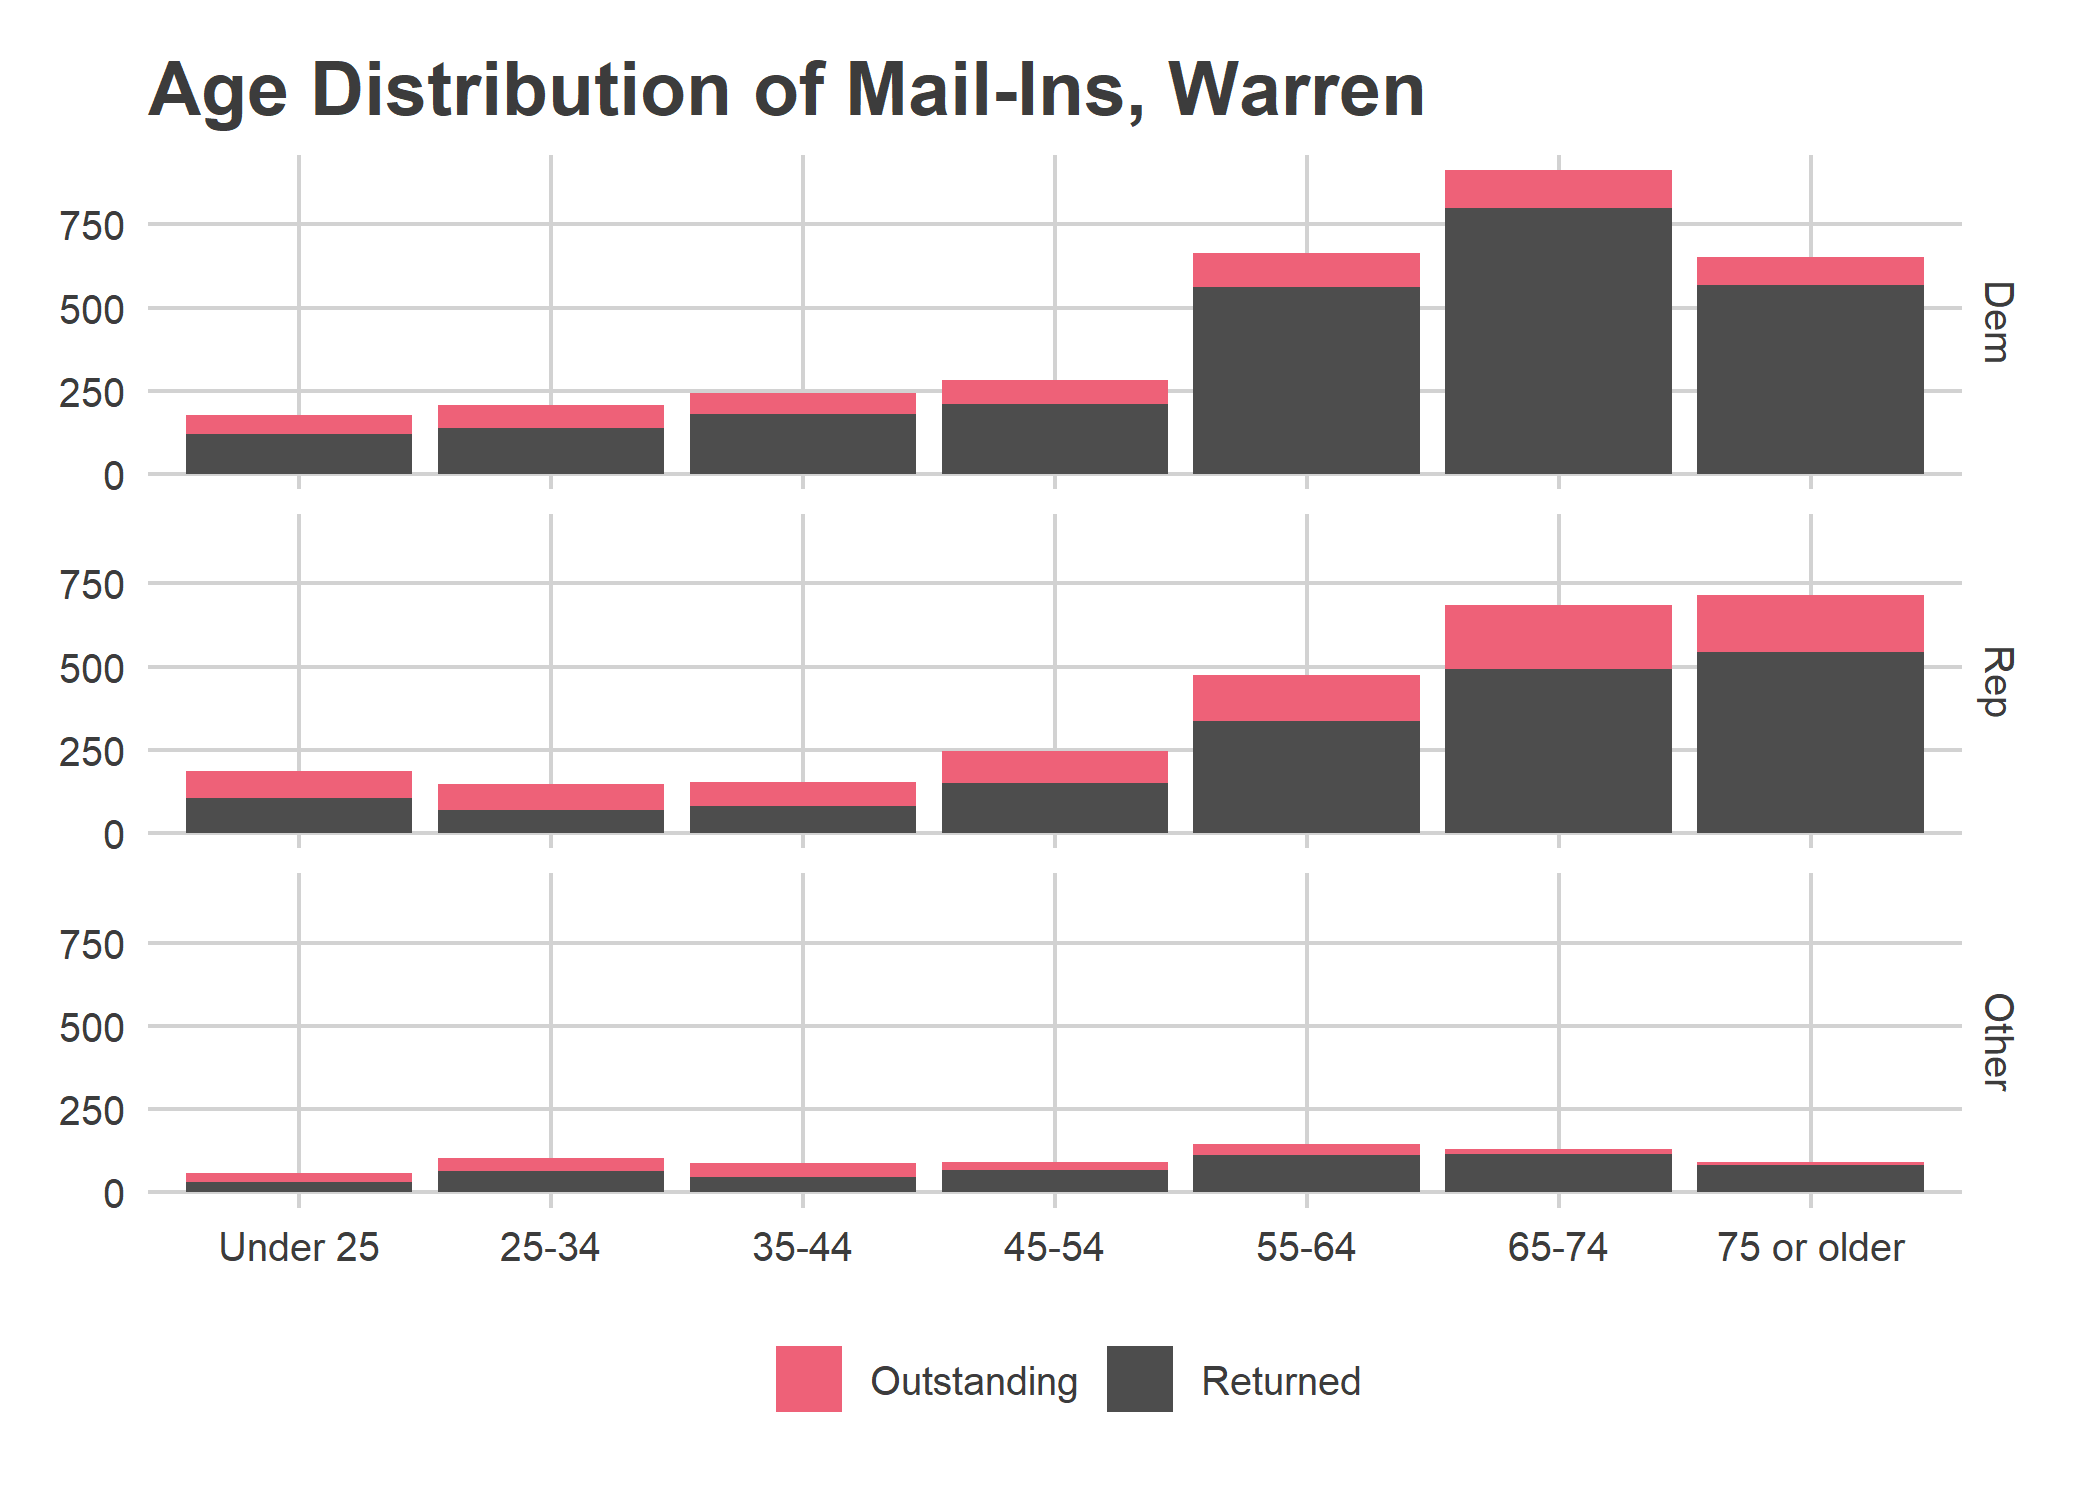 Age Distribution of Mail-Ins, Warren
750
500
250
0
Dem
750
500
250
0
Rep
750
500
250
0
Other
Under 25 25-34 35-44 45-54 55-64 65-74 75 or older
Outstanding Returned